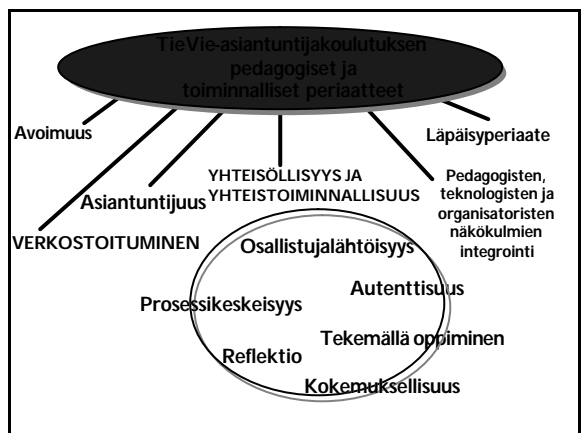 TieVie-asiantuntijakoulutuksen
pedagogiset ja
toiminnalliset periaatteet
Avoimuus
Läpäisyperiaate
YHTEISÖLLISYYS JA
YHTEISTOIMINNALLISUUS
Pedagogisten,
teknologisten ja
organisatoristen
näkökulmien
integrointi
Asiantuntijuus
VERKOSTOITUMINEN
Osallistujalähtöisyys
Autenttisuus
Prosessikeskeisyys
Tekemällä oppiminen
Reflektio
Kokemuksellisuus